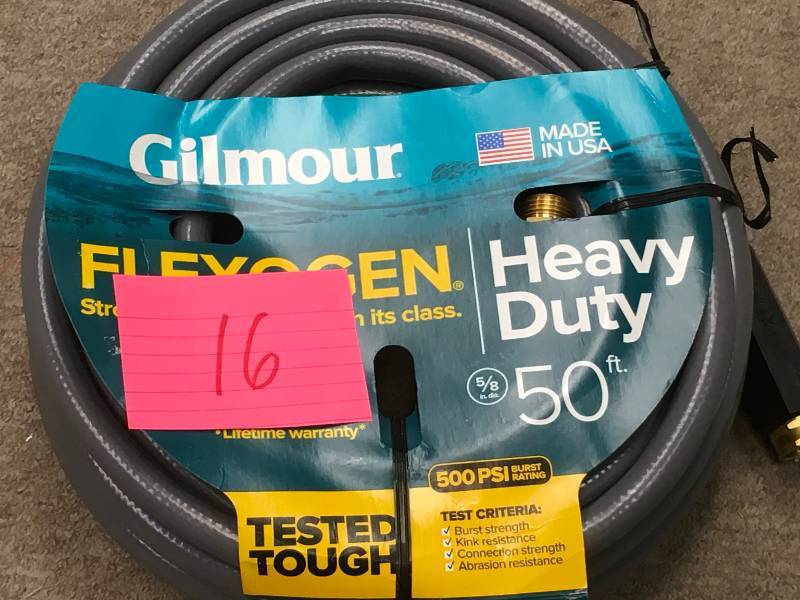 Gilmour
MADE
IN USA
FLEXOGEN®
its class.
16
Heavy
Duty
5/8
in. dia.
50 ft.
*Lifetime warranty*
500 PSI BURST
RATING
TESTED
TOUGH
TEST CRITERIA:
Burst strength
Kink resistance
Connection strength
Abrasion resistance